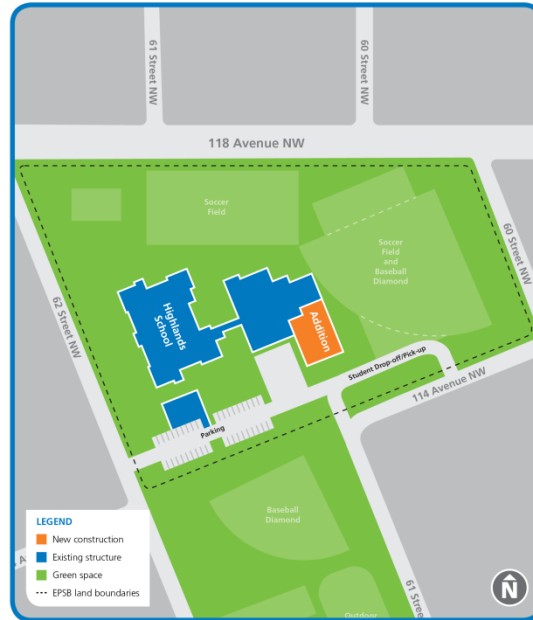 61 Street NW
60 Street NW
118 Avenue NW
Soccer
Field
Soccer
Field
and
Baseball
Diamond
60 Street NW
62 Street NW
Highlands
School
Addition
Student Drop-off/Pick-up
114 Avenue NW
Parking
Baseball
Diamond
LEGEND
New construction
Existing structure
Green space
EPSB land boundaries
Outdoor
61 Stree
N